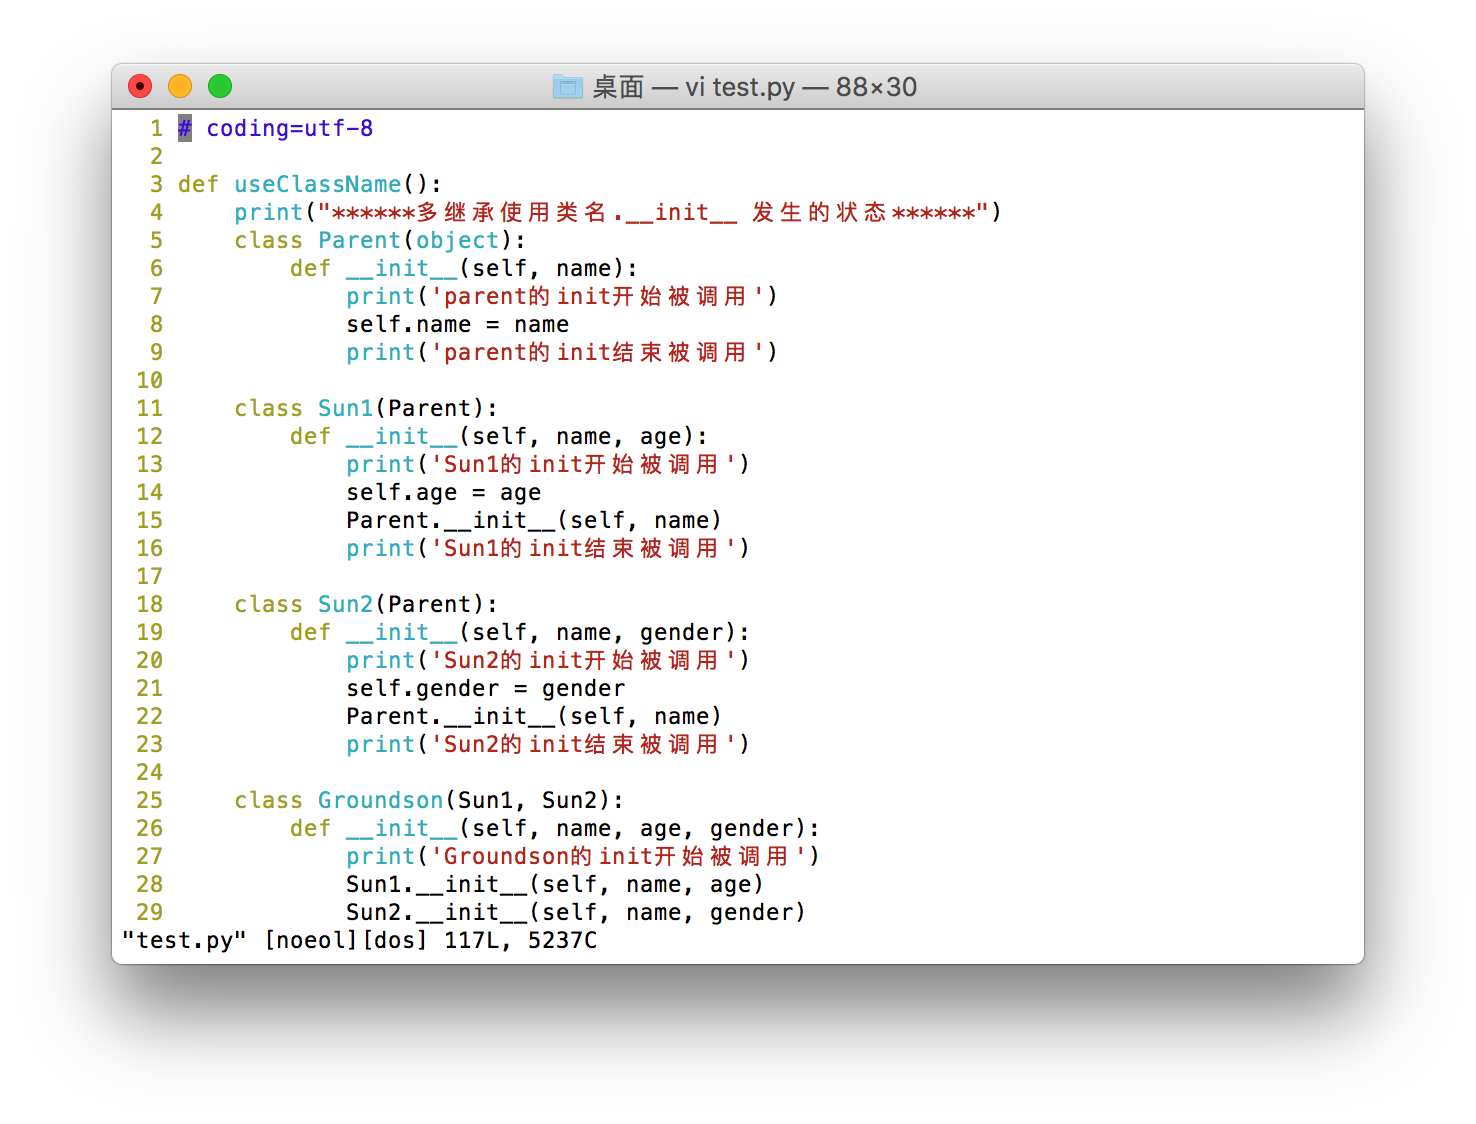 桌面 — vi test.py — 88×30
1 # coding=utf-8
2
3 def useClassName():
4     print("******多继承使用类名.__init__ 发生的状态******")
5     class Parent(object):
6         def __init__(self, name):
7             print('parent的init开始被调用')
8             self.name = name
9             print('parent的init结束被调用')
10
11     class Sun1(Parent):
12         def __init__(self, name, age):
13             print('Sun1的init开始被调用')
14             self.age = age
15             Parent.__init__(self, name)
16             print('Sun1的init结束被调用')
17
18     class Sun2(Parent):
19         def __init__(self, name, gender):
20             print('Sun2的init开始被调用')
21             self.gender = gender
22             Parent.__init__(self, name)
23             print('Sun2的init结束被调用')
24
25     class Groundson(Sun1, Sun2):
26         def __init__(self, name, age, gender):
27             print('Groundson的init开始被调用')
28             Sun1.__init__(self, name, age)
29             Sun2.__init__(self, name, gender)
"test.py" [noeol][dos] 117L, 5237C